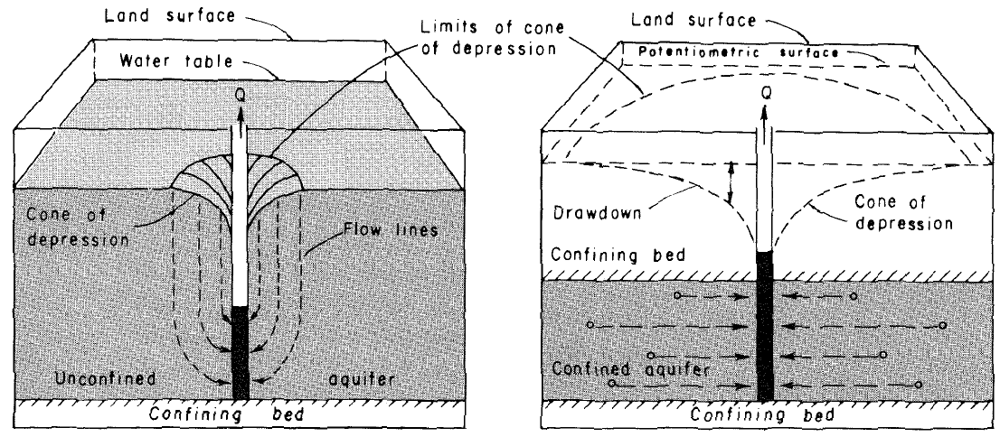 Land surface
Water table
Q
Limits of cone
of depression
Cone of
depression
Flow lines
Unconfined aquifer
Confining bed
Land surface
Potentiometric surface
Q
Drawdown
Cone of
depression
Confining bed
Confined aquifer
Confining bed